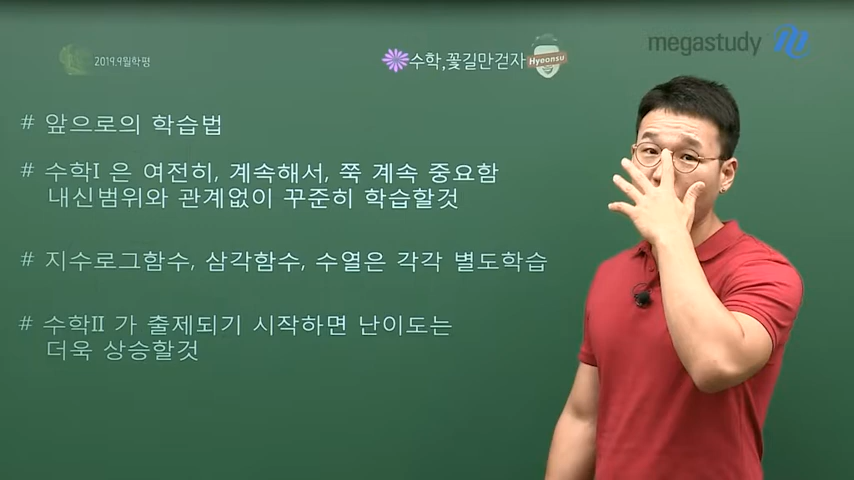 2019.9월학평
수학,꽃길만걷자
Hyeonsu
megastudy
# 앞으로의 학습법
# 수학I 은 여전히, 계속해서, 쭉 계속 중요함
내신범위와 관계없이 꾸준히 학습할것
# 지수로그함수, 삼각함수, 수열은 각각 별도학습
# 수학II 가 출제되기 시작하면 난이도는
더욱 상승할것